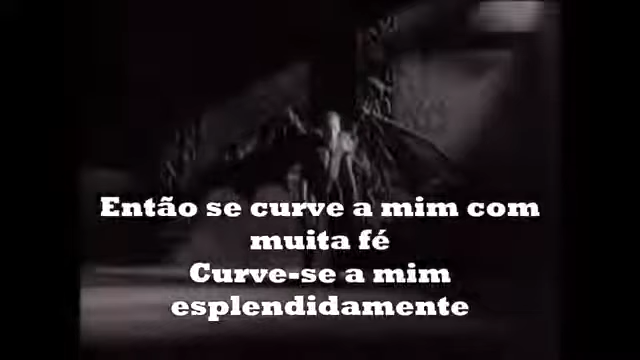 Então se curve a mim com
muita fé
Curve-se a mim
esplendidamente